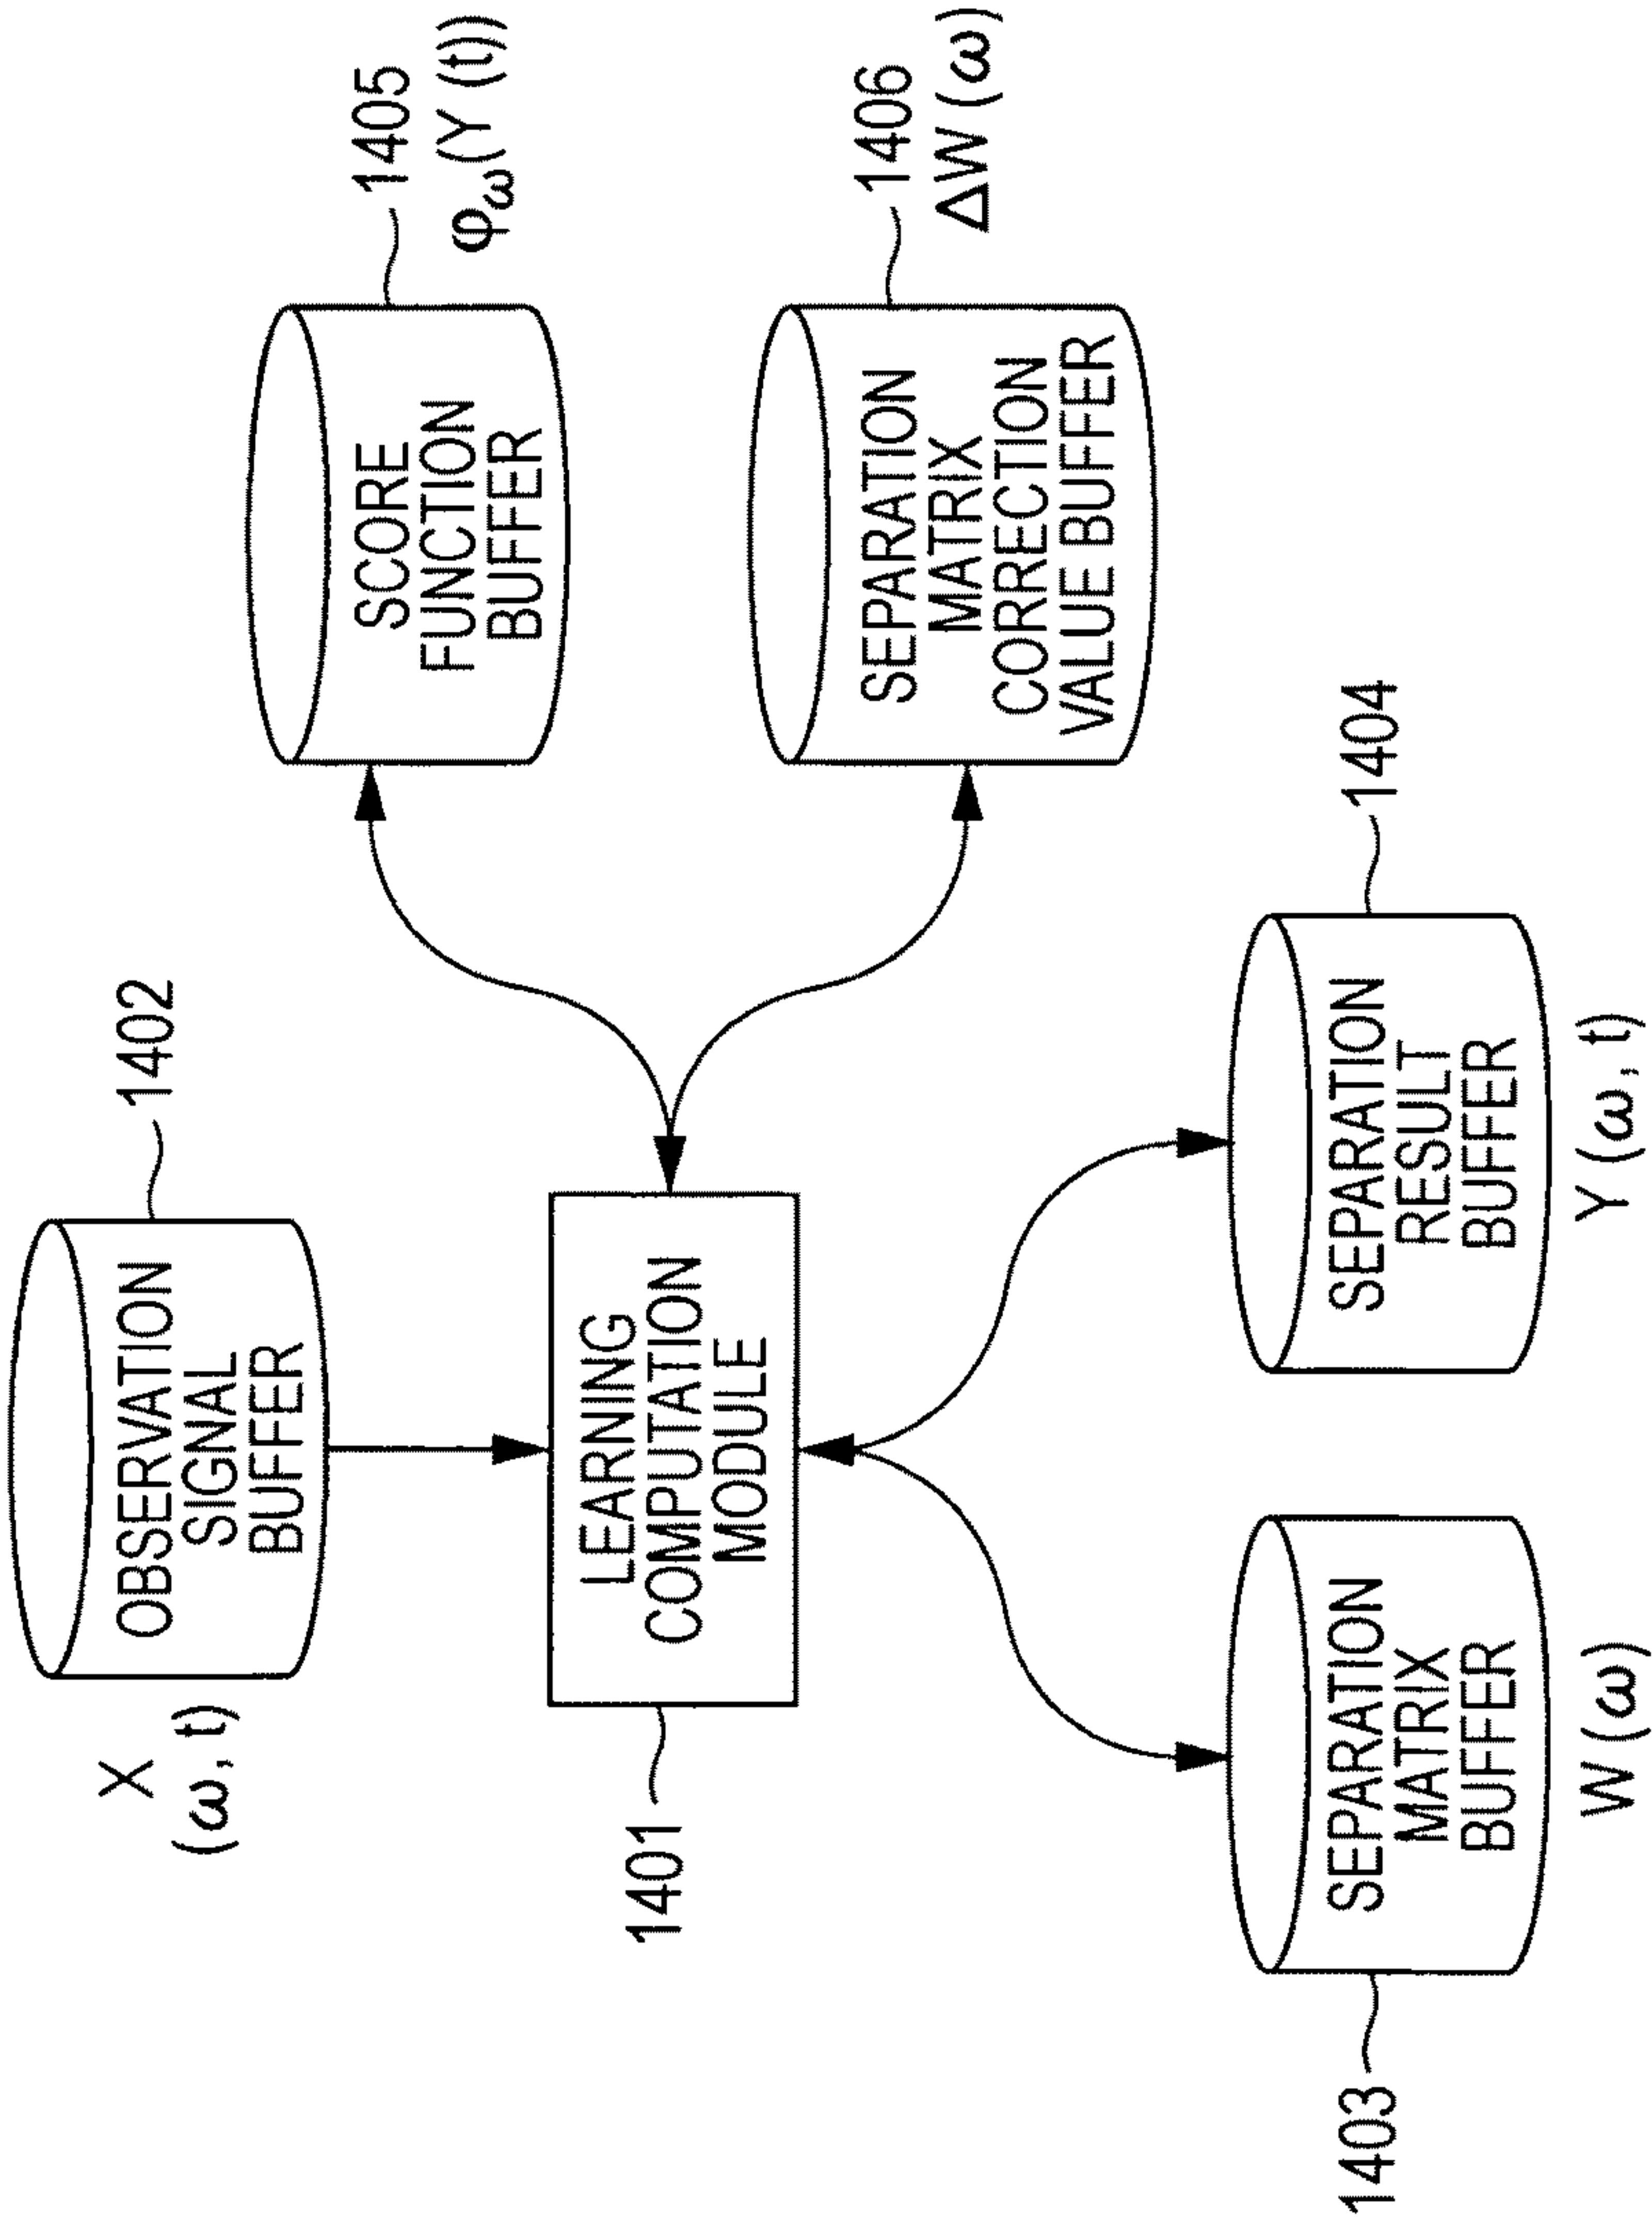 X
(ω, t)
OBSERVATION
SIGNAL
BUFFER
1402
1401
LEARNING
COMPUTATION
MODULE
SCORE
FUNCTION
BUFFER
1405
φω(Y (t))
SEPARATION
MATRIX
CORRECTION
VALUE BUFFER
1406
ΔW (ω)
1403
SEPARATION
MATRIX
BUFFER
W (ω)
SEPARATION
RESULT
BUFFER
1404
Y (ω, t)